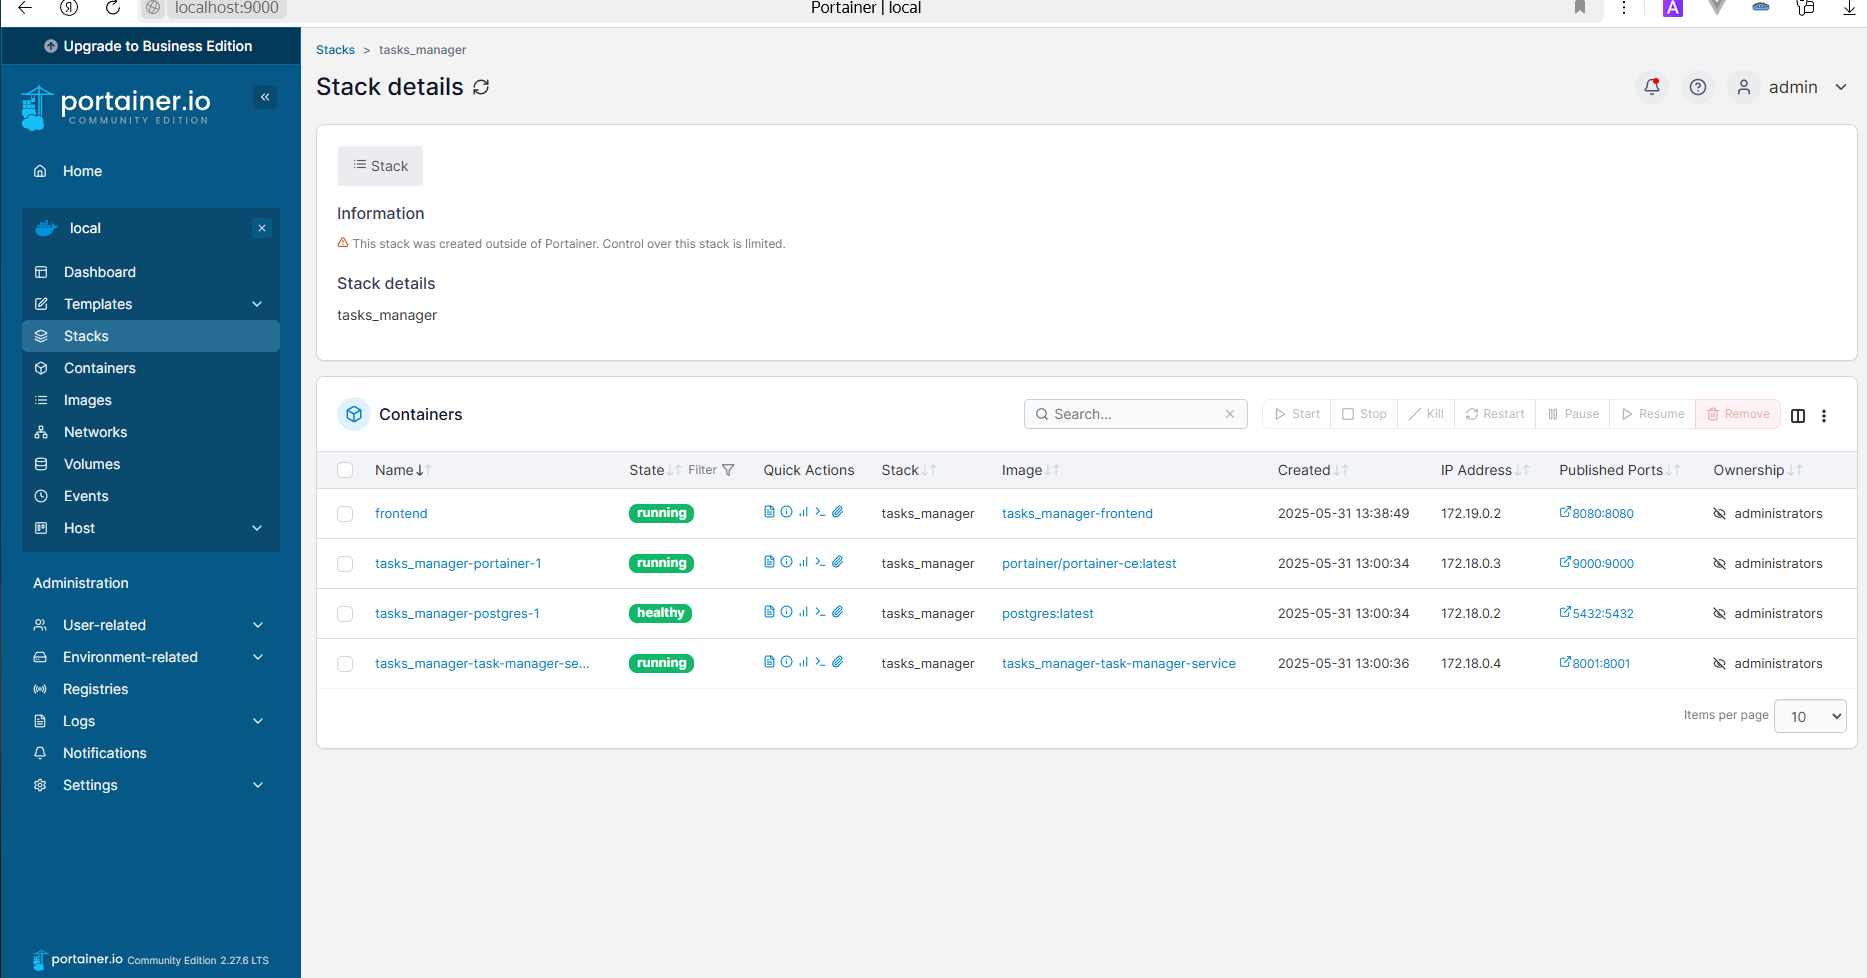 localhost:9000
Portainer | local
Upgrade to Business Edition
portainer.io
COMMUNITY EDITION
Home
local
Dashboard
Templates
Stacks
Containers
Images
Networks
Volumes
Events
Host
Administration
User-related
Environment-related
Registries
Logs
Notifications
Settings
portainer.io Community Edition 2.27.6 LTS
Stacks > tasks_manager
Stack details
admin
Stack
Information
This stack was created outside of Portainer. Control over this stack is limited.
Stack details
tasks_manager
Containers
Search...
Start Stop Kill Restart Pause Resume Remove
Name State Filter Quick Actions Stack Image Created IP Address Published Ports Ownership
frontend running tasks_manager tasks_manager-frontend 2025-05-31 13:38:49 172.19.0.2 8080:8080 administrators
tasks_manager-portainer-1 running tasks_manager portainer/portainer-ce:latest 2025-05-31 13:00:34 172.18.0.3 9000:9000 administrators
tasks_manager-postgres-1 healthy tasks_manager postgres:latest 2025-05-31 13:00:34 172.18.0.2 5432:5432 administrators
tasks_manager-task-manager-se... running tasks_manager tasks_manager-task-manager-service 2025-05-31 13:00:36 172.18.0.4 8001:8001 administrators
Items per page 10